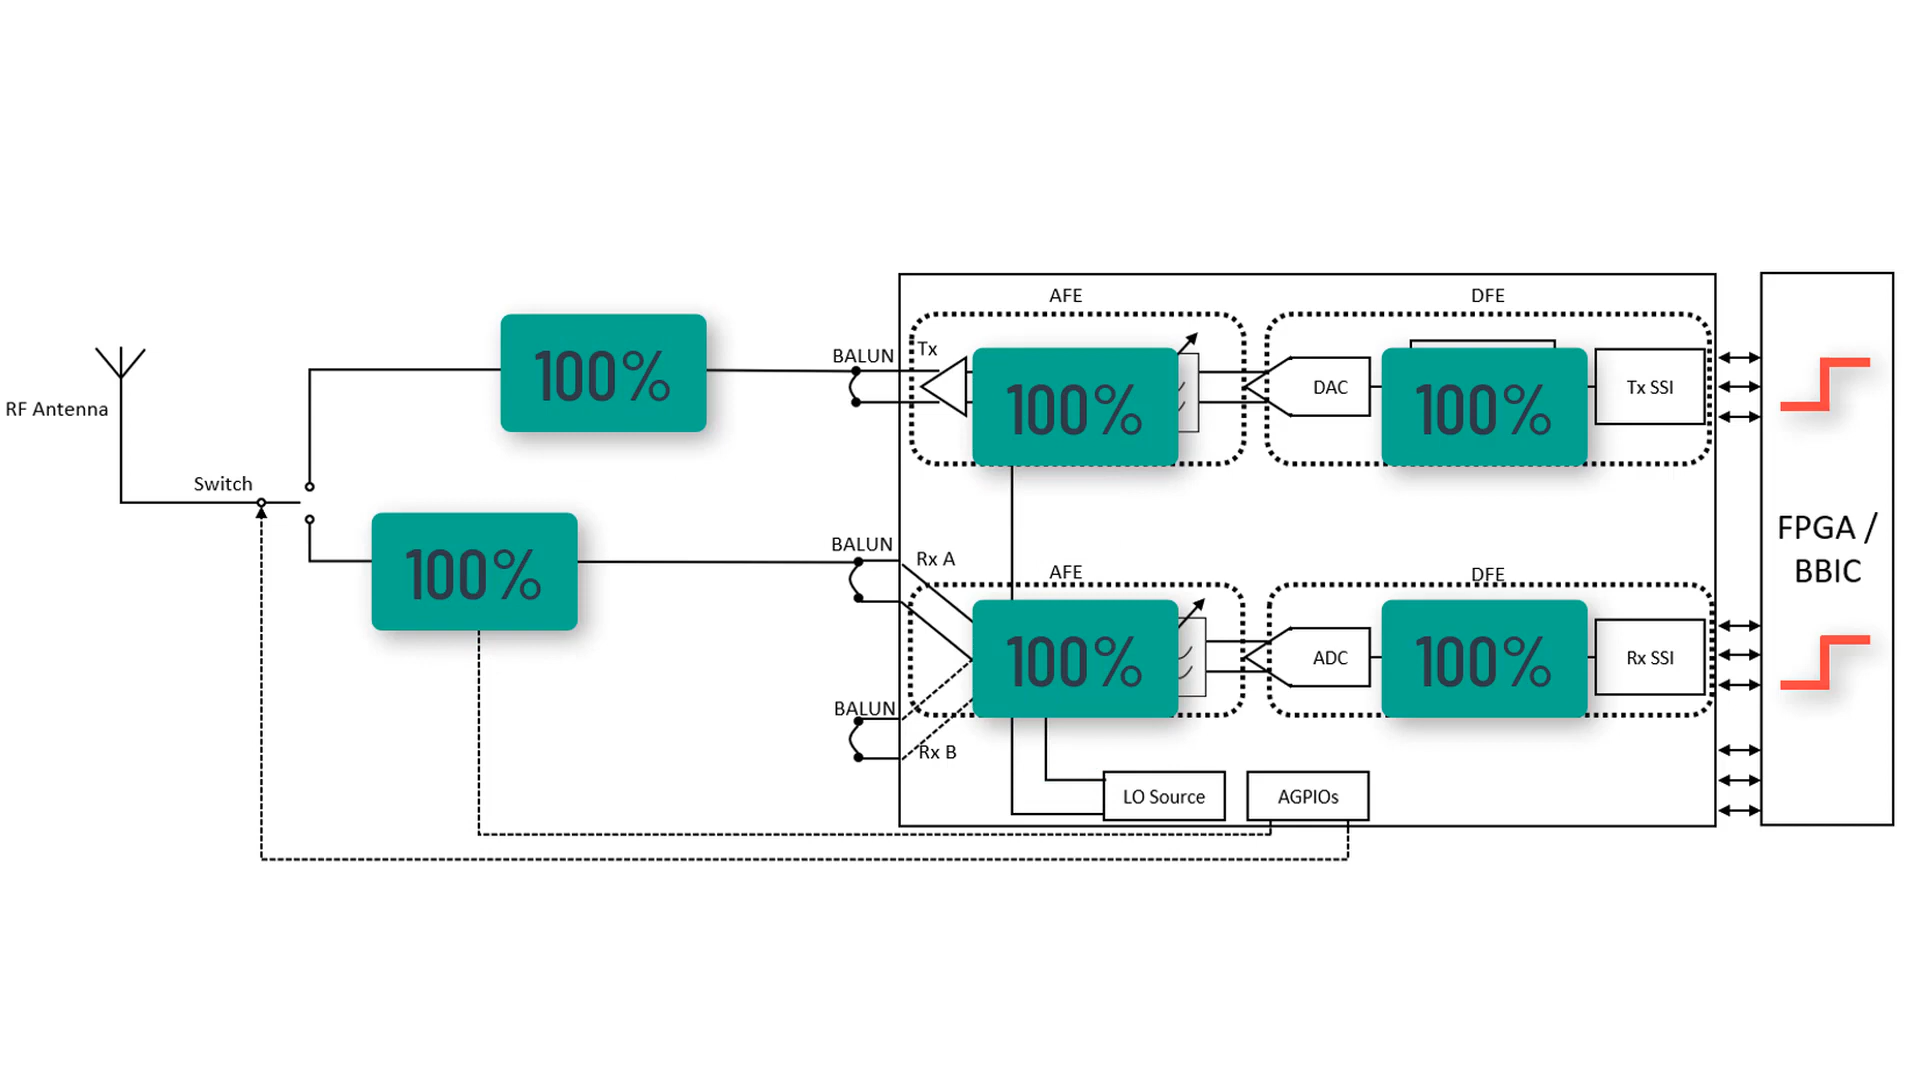 AFE
DFE
100%
BALUN
Tx
100%
DAC
100%
Tx SSI
RF Antenna
Switch
FPGA /
BBIC
BALUN
Rx A
100%
AFE
DFE
100%
ADC
100%
Rx SSI
BALUN
Rx B
LO Source
AGPIOs